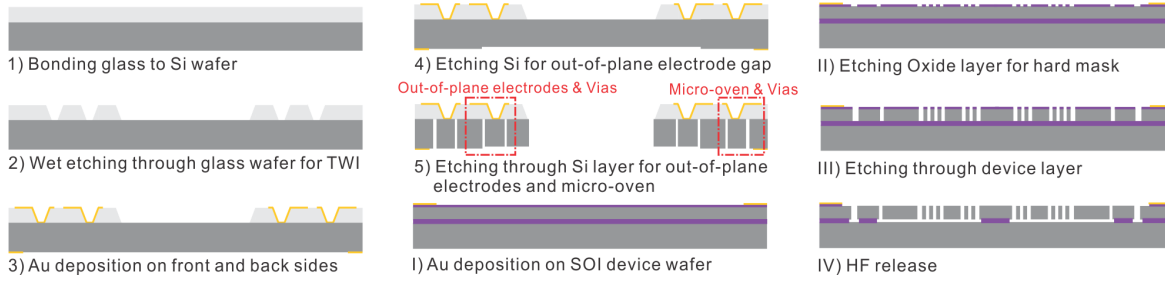 1) Bonding glass to Si wafer
2) Wet etching through glass wafer for TWI
3) Au deposition on front and back sides
4) Etching Si for out-of-plane electrode gap
Out-of-plane electrodes & Vias
Micro-oven & Vias
5) Etching through Si layer for out-of-plane
electrodes and micro-oven
I) Au deposition on SOI device wafer
II) Etching Oxide layer for hard mask
III) Etching through device layer
IV) HF release